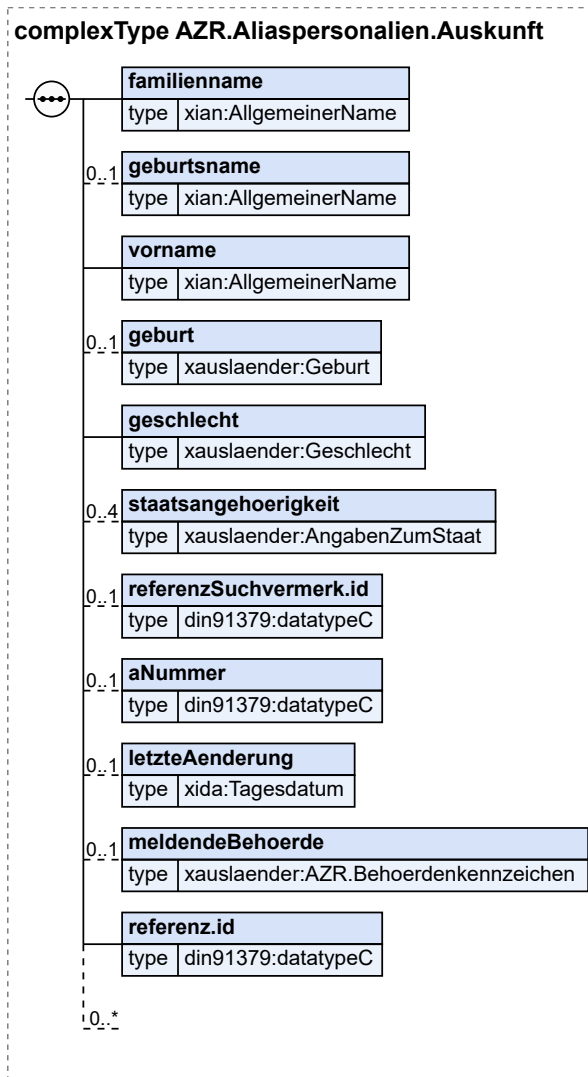 complexType AZR.Aliaspersonalien.Auskunft
familienname
type xian:AllgemeinerName
0..1 geburtsname
type xian:AllgemeinerName
vorname
type xian:AllgemeinerName
0..1 geburt
type xauslaender:Geburt
geschlecht
type xauslaender:Geschlecht
0..4 staatsangehoerigkeit
type xauslaender:AngabenZumStaat
0..1 referenzSuchvermerk.id
type din91379:datatypeC
0..1 aNummer
type din91379:datatypeC
0..1 letzteAenderung
type xida:Tagesdatum
0..1 meldendeBehoerde
type xauslaender:AZR.Behoerdenkennzeichen
referenz.id
type din91379:datatypeC
0..*